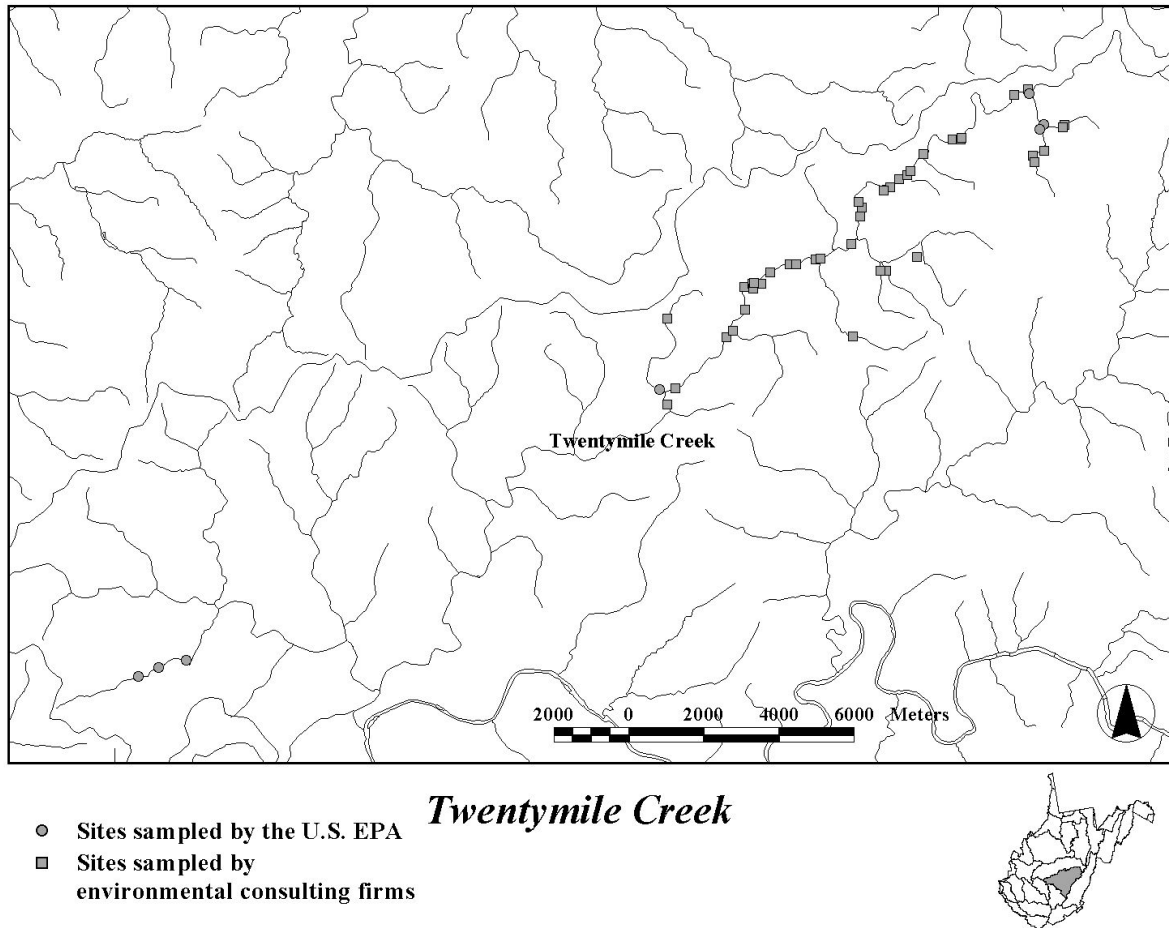 Twentymile Creek
2000 0 2000 4000 6000 Meters
Twentymile Creek
Sites sampled by the U.S. EPA
Sites sampled by
environmental consulting firms